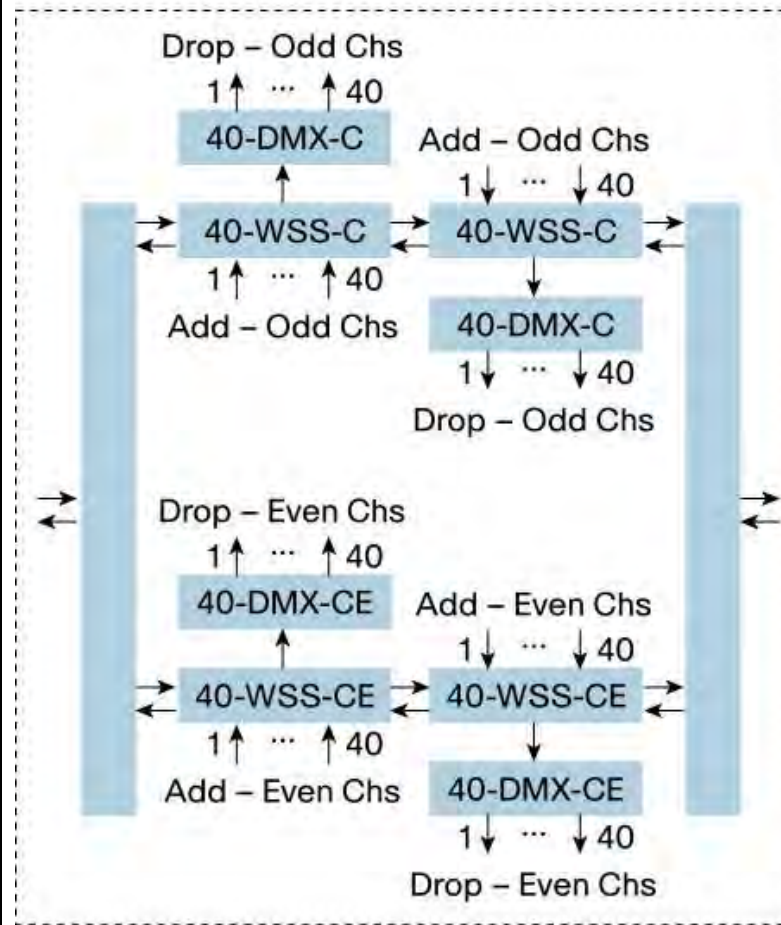 Drop – Odd Chs
1 ... 40
40-DMX-C
Add – Odd Chs
1 ... 40
40-WSS-C
40-WSS-C
1 ... 40
Add – Odd Chs
40-DMX-C
1 ... 40
Drop – Odd Chs
Drop – Even Chs
1 ... 40
40-DMX-CE
Add – Even Chs
1 ... 40
40-WSS-CE
40-WSS-CE
1 ... 40
Add – Even Chs
40-DMX-CE
1 ... 40
Drop – Even Chs